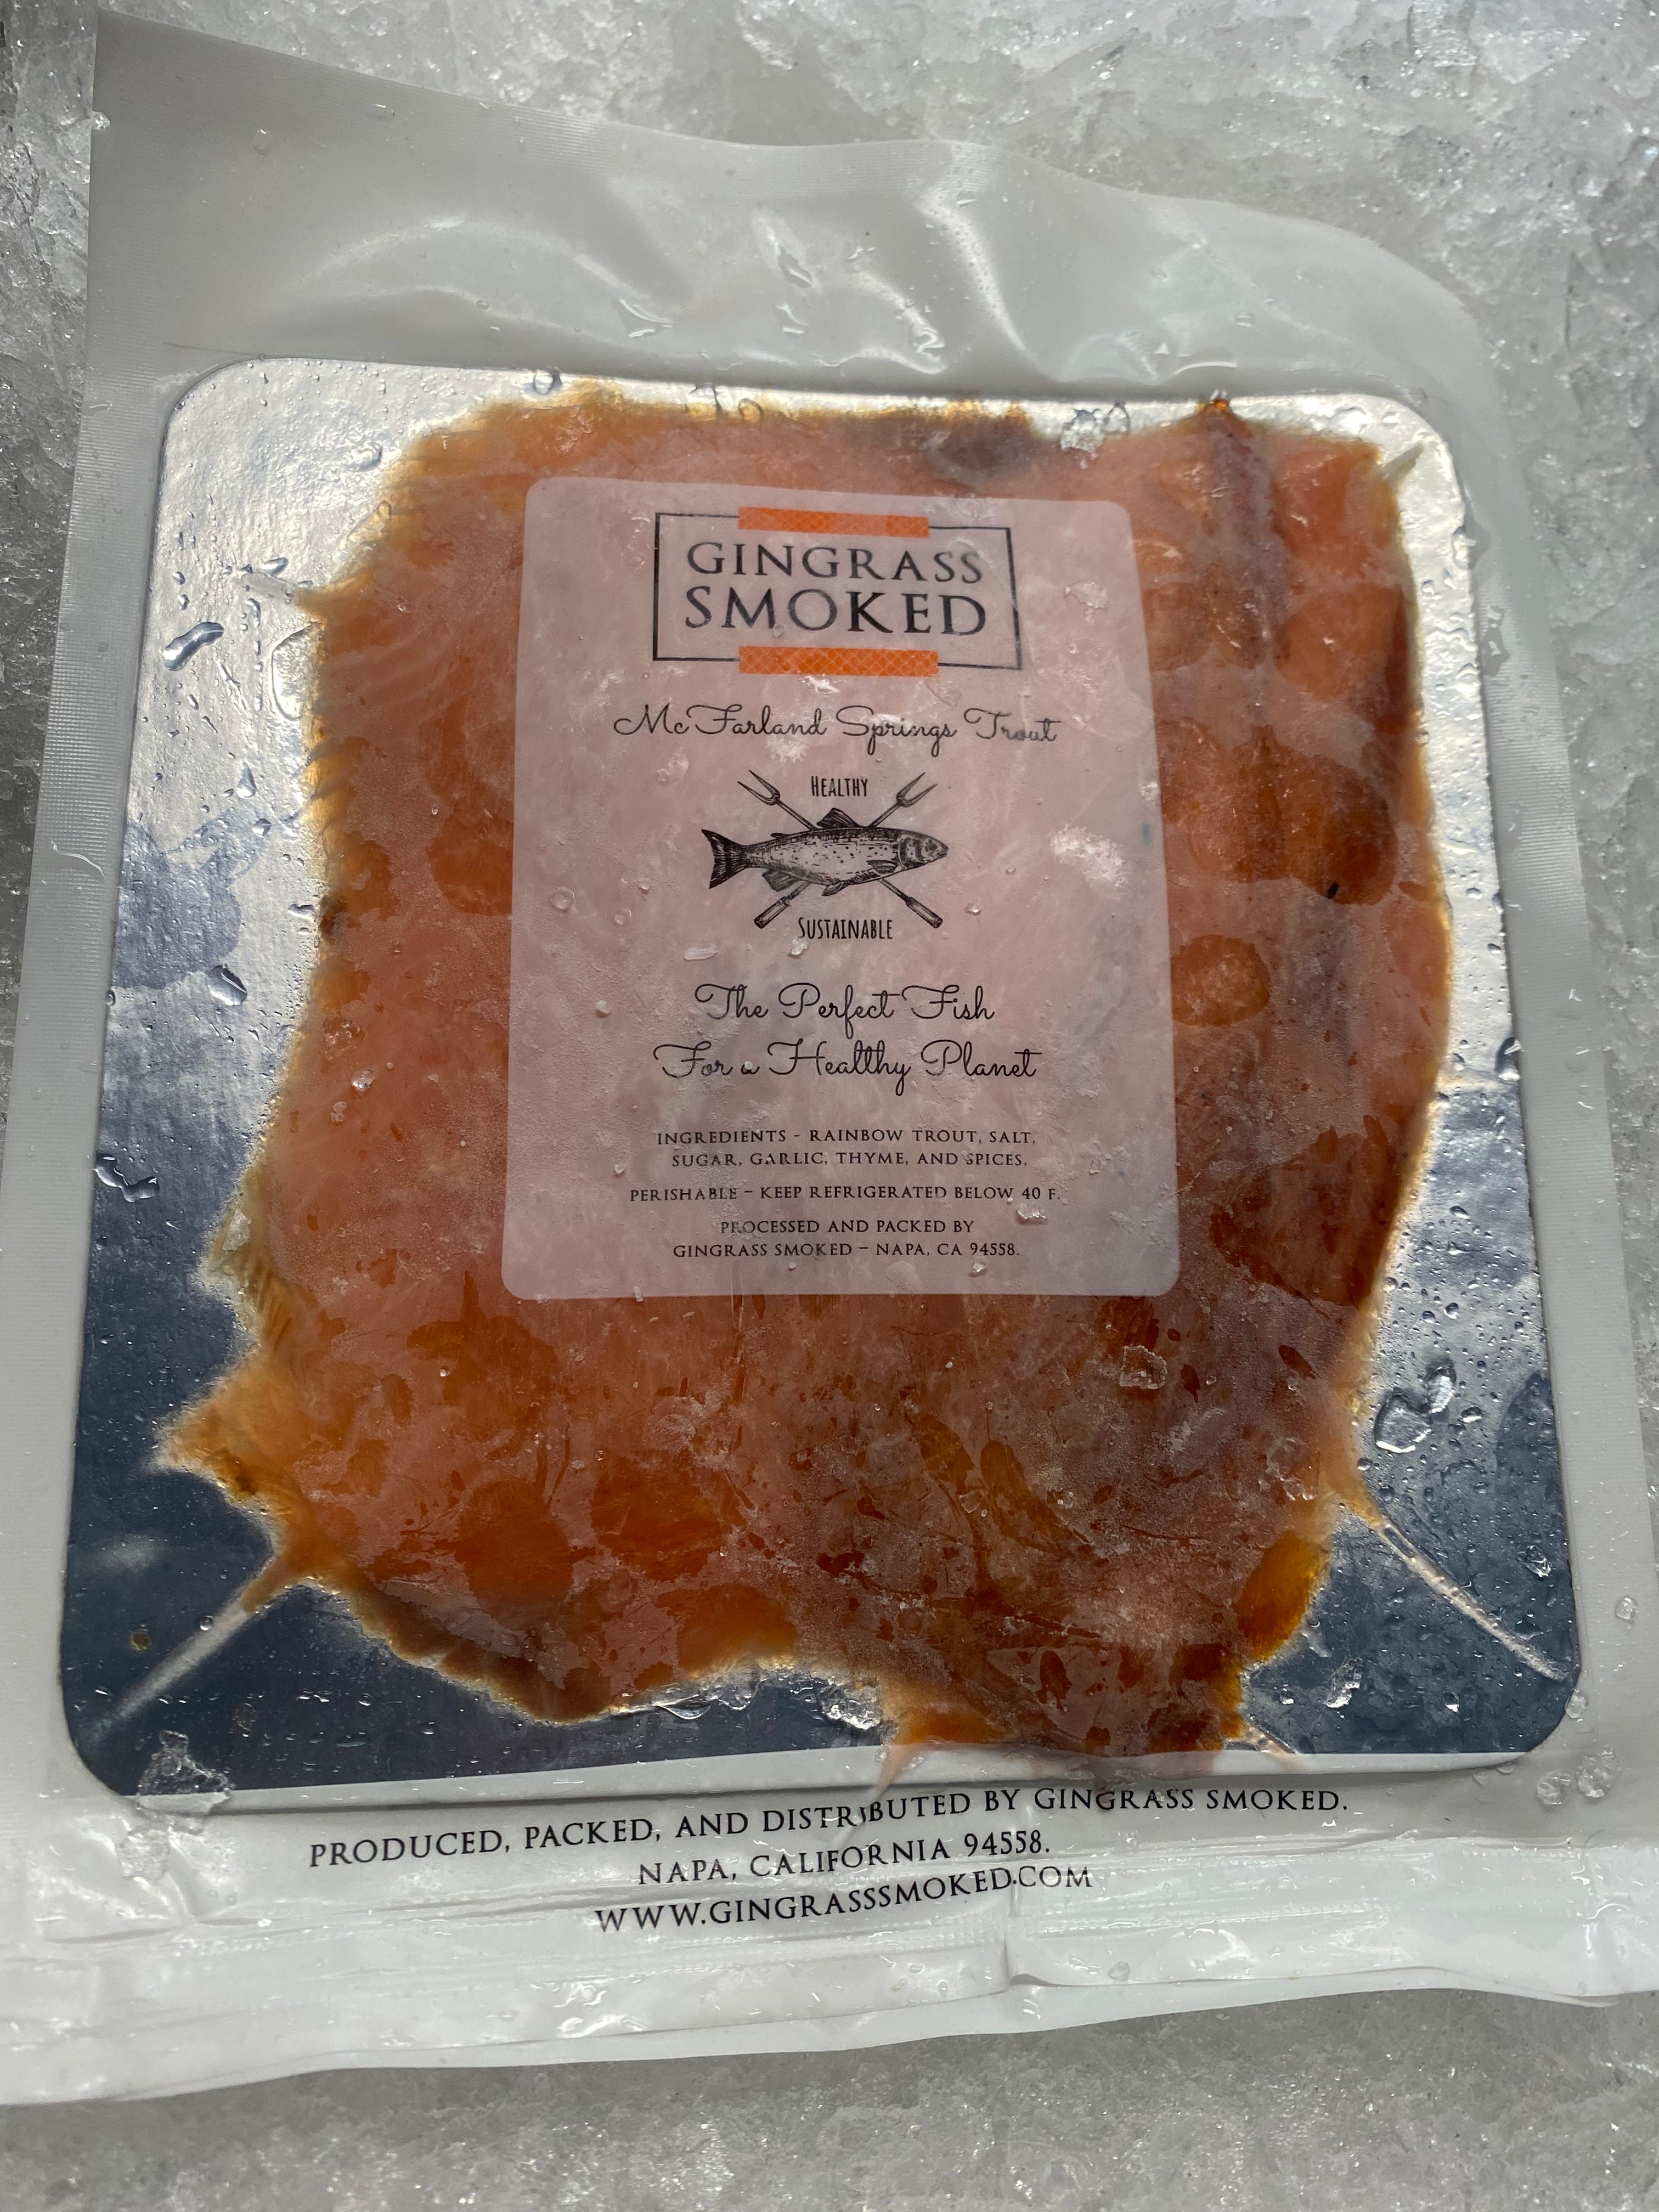 GINGRASS
SMOKED
McFarland Springs Trout
HEALTHY
SUSTAINABLE
The Perfect Fish
For a Healthy Planet
INGREDIENTS - RAINBOW TROUT, SALT,
SUGAR, GARLIC, THYME, AND SPICES.
PERISHABLE – KEEP REFRIGERATED BELOW 40 F.
PROCESSED AND PACKED BY
GINGRASS SMOKED – NAPA, CA 94558.
PRODUCED, PACKED, AND DISTRIBUTED BY GINGRASS SMOKED.
NAPA, CALIFORNIA 94558.
WWW.GINGRASSSMOKED.COM